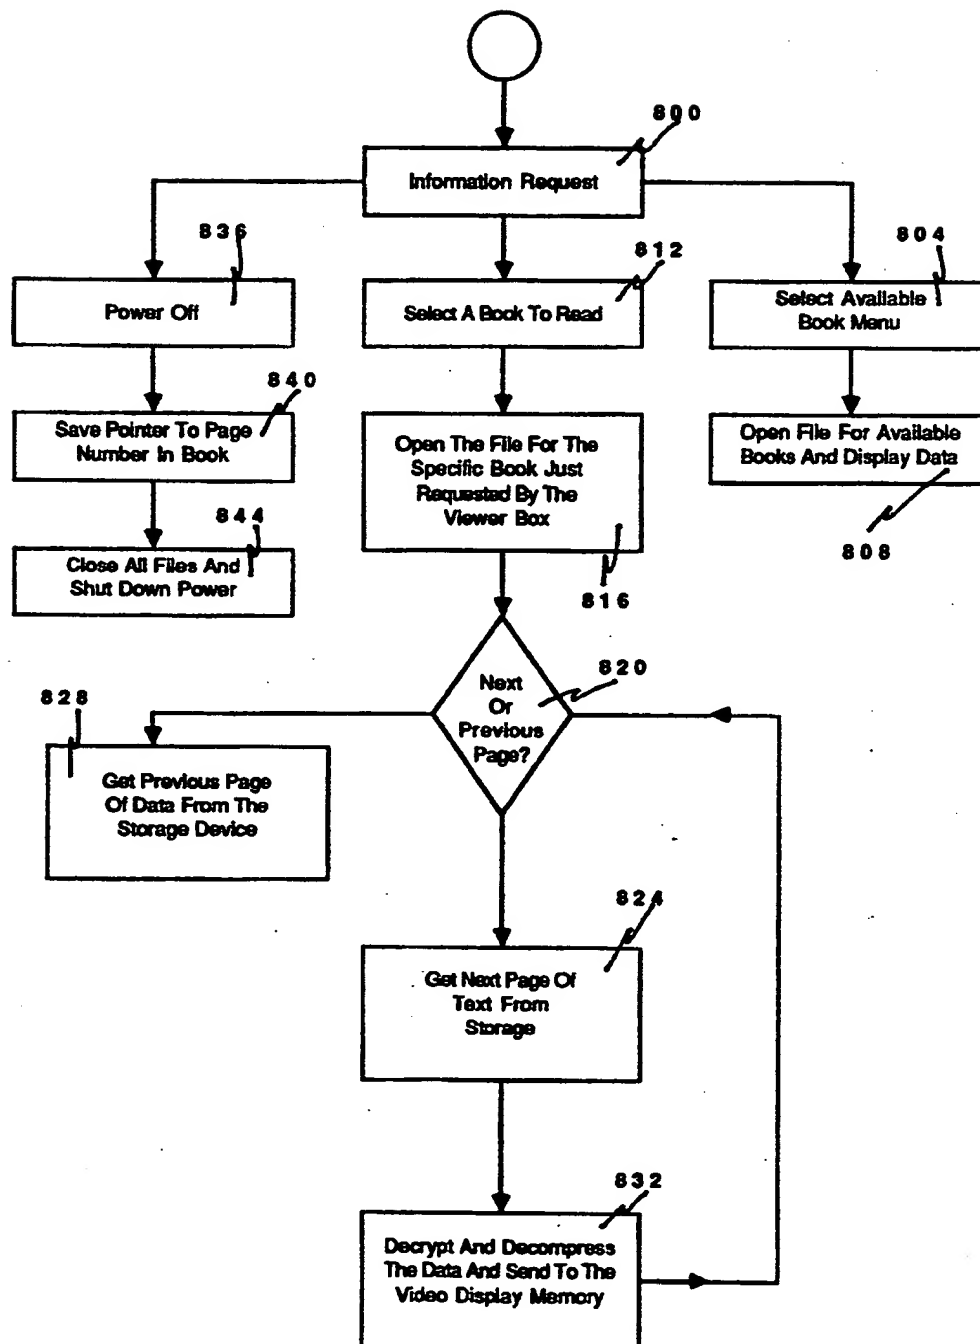 800
Information Request
836
812
804
Power Off
Select A Book To Read
Select Available
Book Menu
840
Save Pointer To Page
Number In Book
Open The File For The
Specific Book Just
Requested By The
Viewer Box
Open File For Available
Books And Display Data
844
808
Close All Files And
Shut Down Power
816
820
Next
Or
Previous
Page?
828
Get Previous Page
Of Data From The
Storage Device
824
Get Next Page Of
Text From
Storage
832
Decrypt And Decompress
The Data And Send To The
Video Display Memory